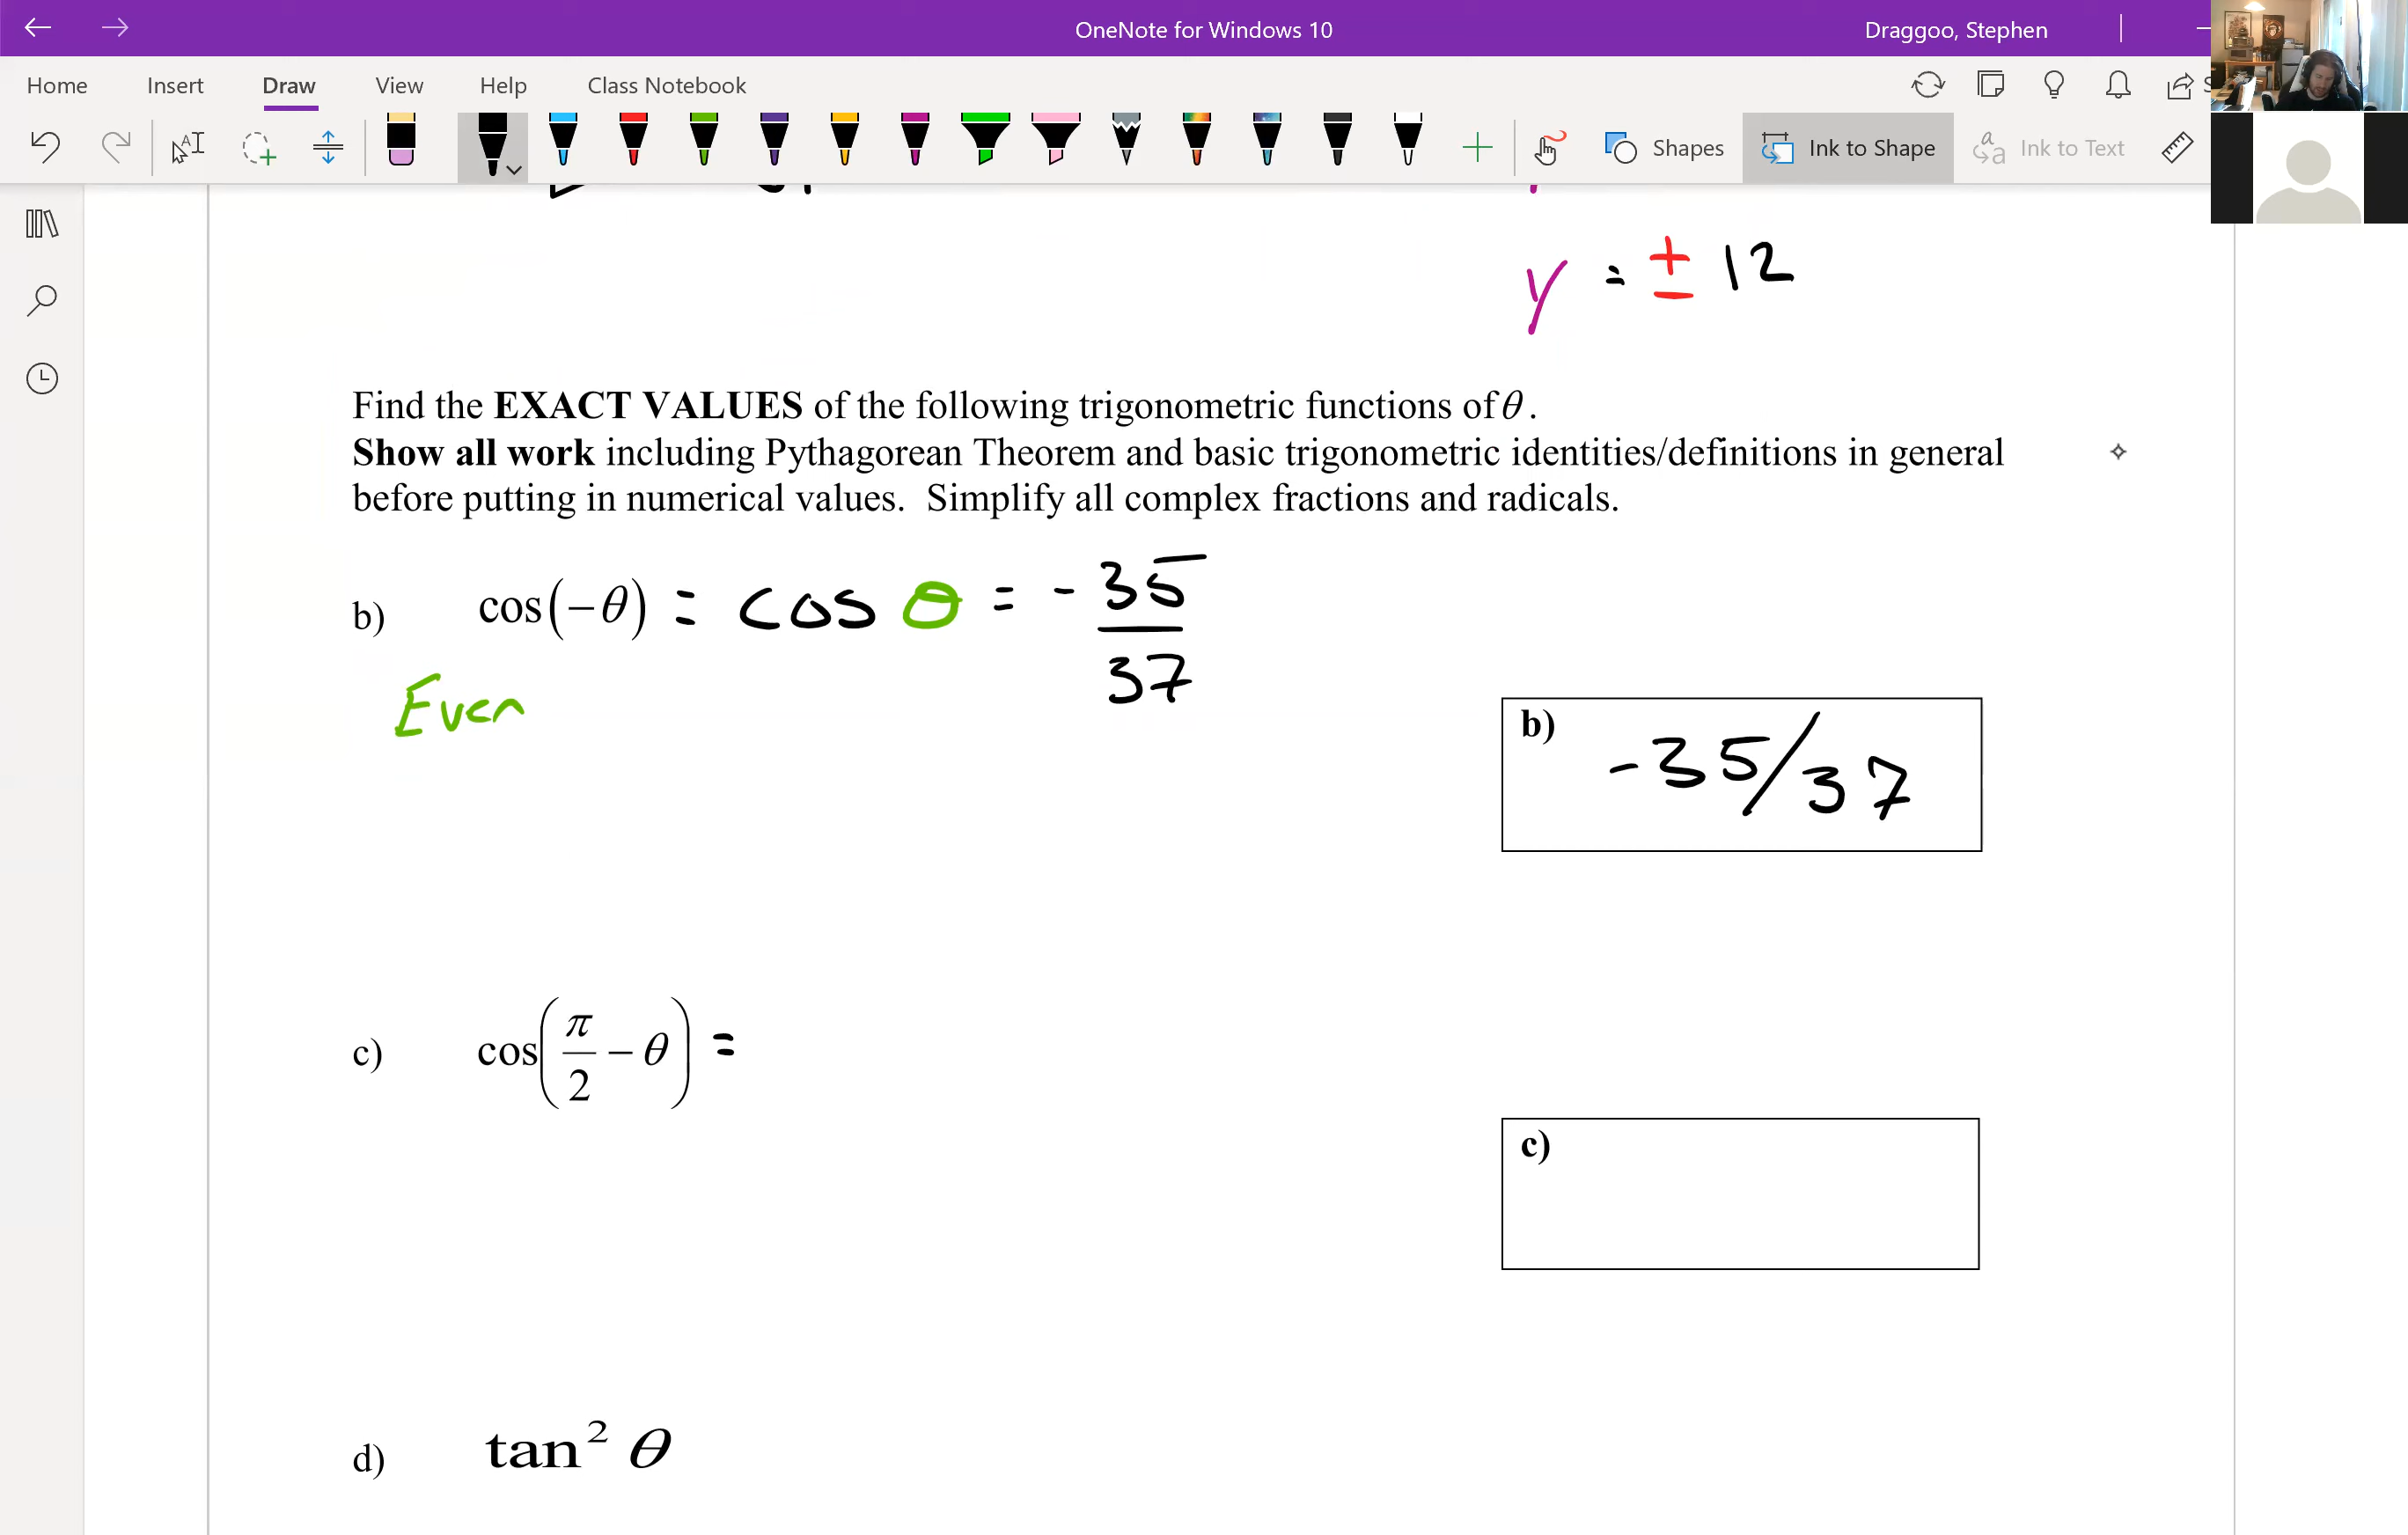 OneNote for Windows 10
Draggoo, Stephen
Home Insert Draw View Help Class Notebook
Shapes Ink to Shape Ink to Text
y = ± 12
Find the EXACT VALUES of the following trigonometric functions of θ.
Show all work including Pythagorean Theorem and basic trigonometric identities/definitions in general
before putting in numerical values. Simplify all complex fractions and radicals.
b) cos(−θ) = cos θ = - 35/37
Even
b) -35/37
c) cos(π/2 − θ) =
c)
d) tan² θ